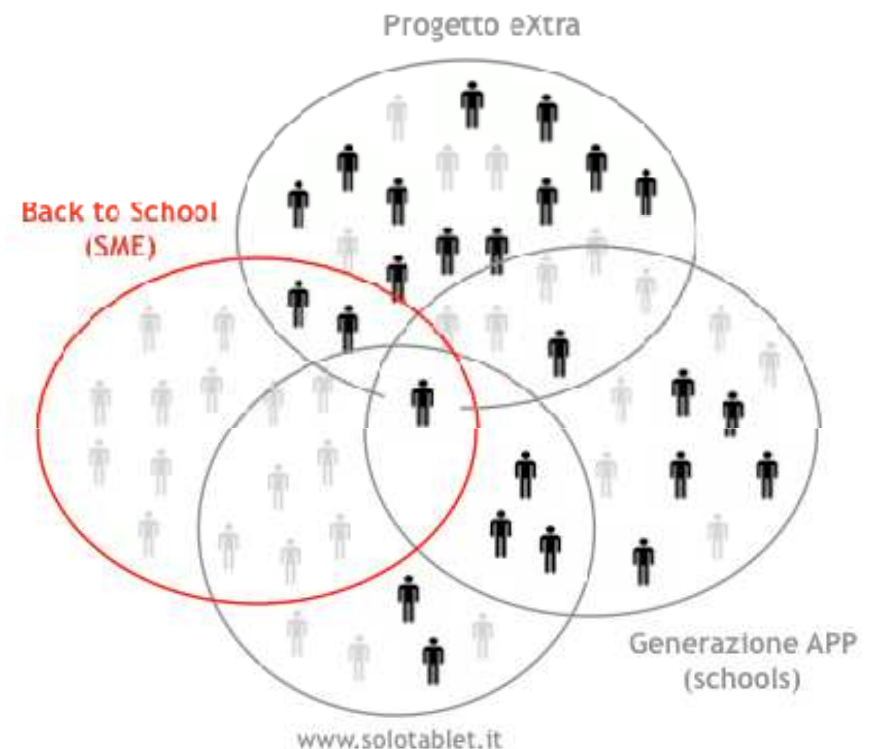 Progetto eXtra
Back to School
(SME)
Generazione APP
(schools)
www.solotablet.it